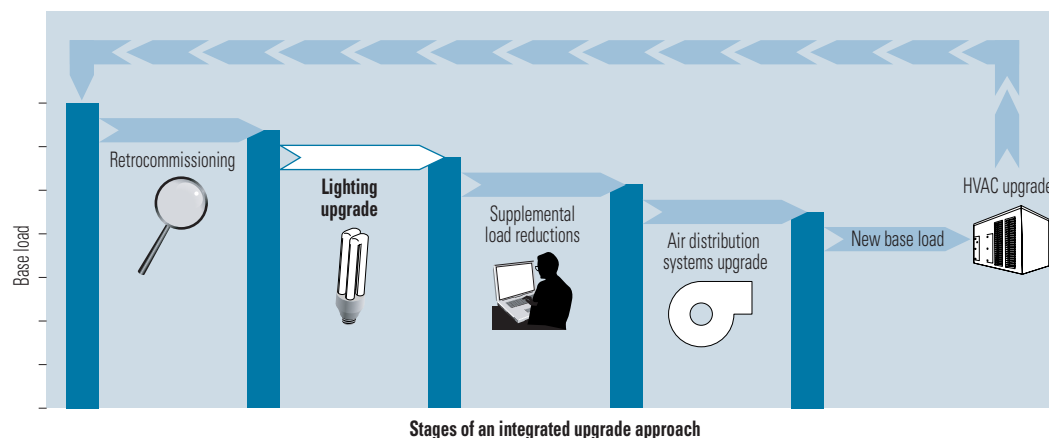 Retrocommissioning
Lighting
upgrade
Supplemental
load reductions
Air distribution
systems upgrade
New base load
HVAC upgrade
Base load
Stages of an integrated upgrade approach